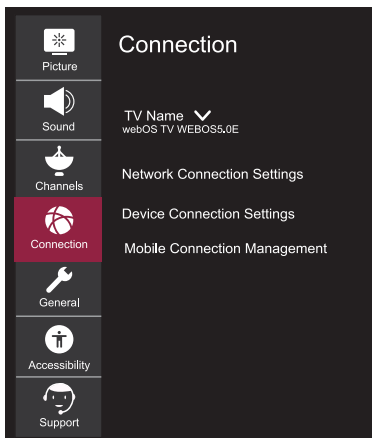 Picture
Sound
Channels
Connection
General
Accessibility
Support
Connection
TV Name
webOS TV WEBOS5.0E
Network Connection Settings
Device Connection Settings
Mobile Connection Management